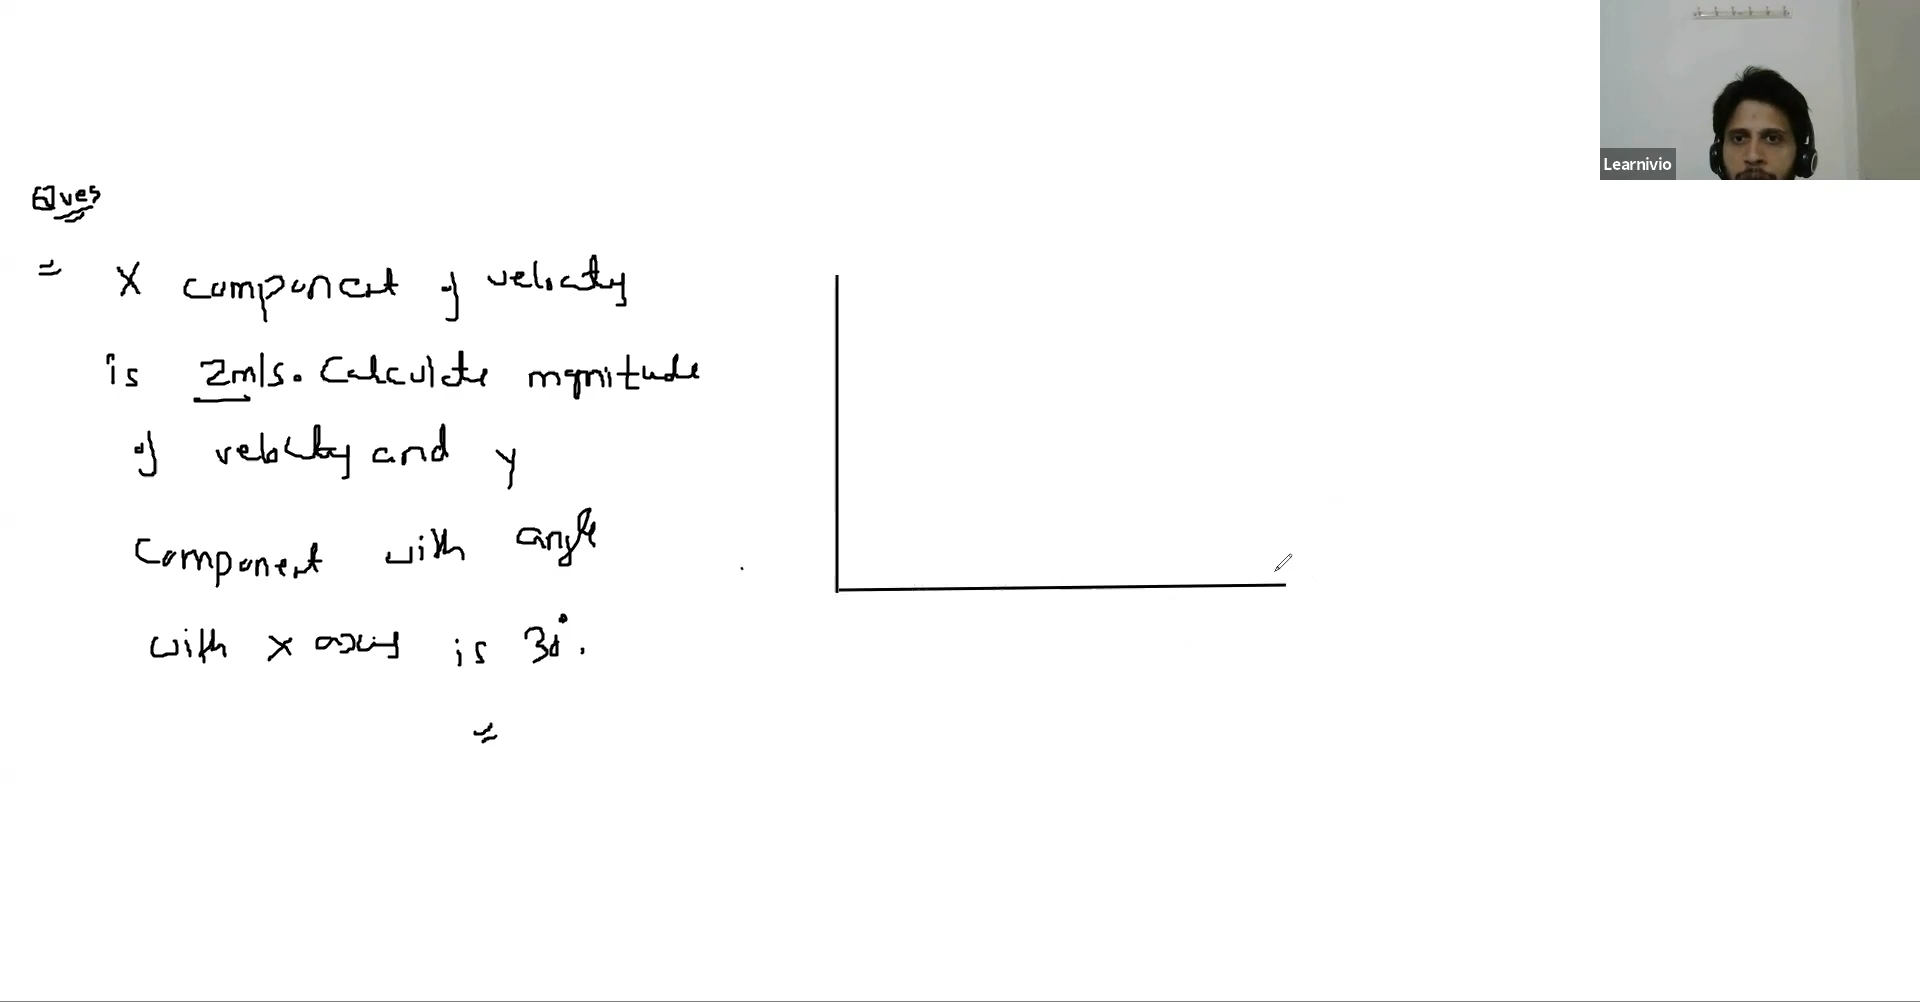 Ques
= X component of velocity
is 2m/s. Calculate magnitude
of velocity and y
component with angle
with x axis is 30°.
=
Learnivio